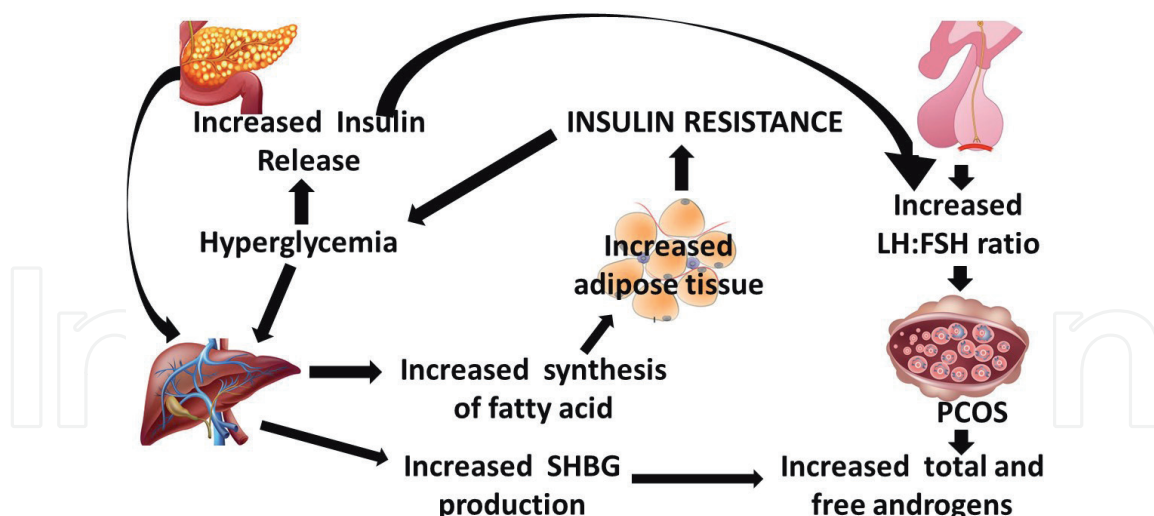 Increased Insulin
Release
INSULIN RESISTANCE
Increased
LH:FSH ratio
Hyperglycemia
Increased
adipose tissue
Increased synthesis
of fatty acid
PCOS
Increased SHBG
production
Increased total and
free androgens